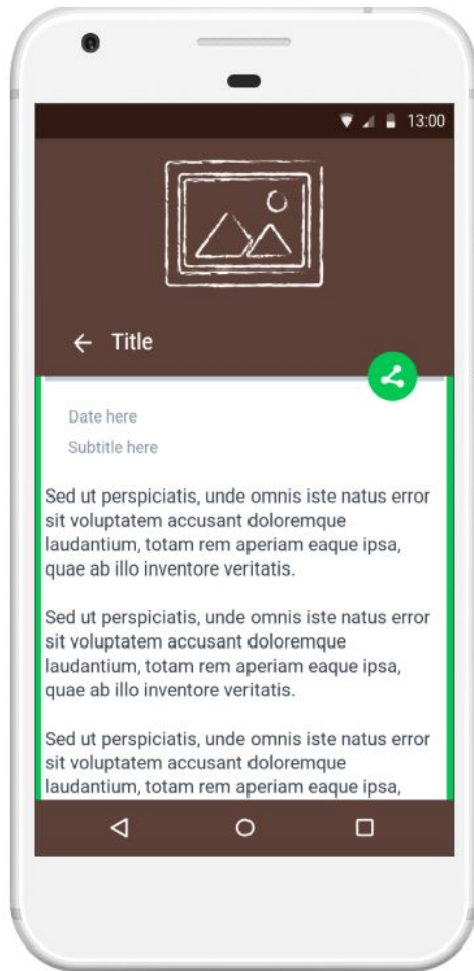 13:00
Title
Date here
Subtitle here
Sed ut perspiciatis, unde omnis iste natus error
sit voluptatem accusant doloremque
laudantium, totam rem aperiam eaque ipsa,
quae ab illo inventore veritatis.
Sed ut perspiciatis, unde omnis iste natus error
sit voluptatem accusant doloremque
laudantium, totam rem aperiam eaque ipsa,
quae ab illo inventore veritatis.
Sed ut perspiciatis, unde omnis iste natus error
sit voluptatem accusant doloremque
laudantium, totam rem aperiam eaque ipsa,